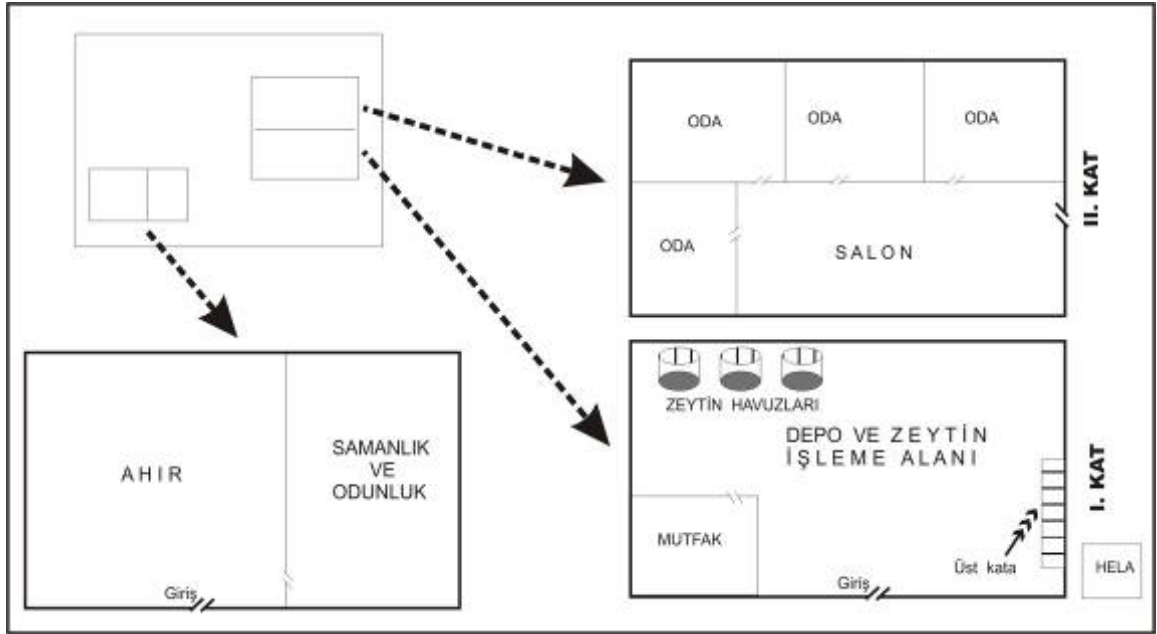 ODA
ODA
ODA
ODA
SALON
II. KAT
ZEYTİN HAVUZLARI
DEPO VE ZEYTİN
İŞLEME ALANI
MUTFAK
Giriş
Üst kata
I. KAT
HELA
AHIR
SAMANLIK
VE
ODUNLUK
Giriş